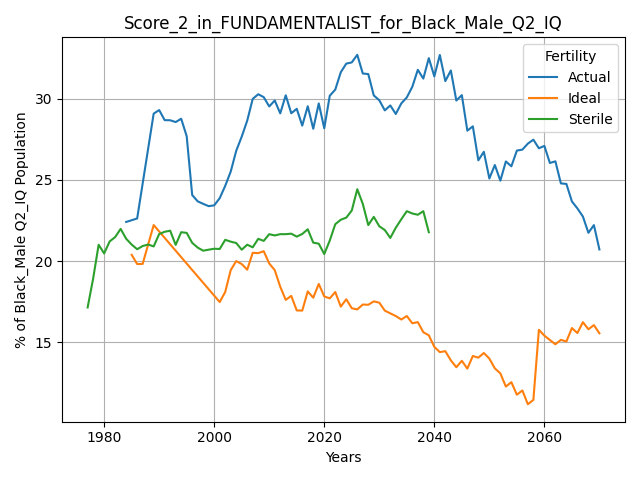 Score_2_in_FUNDAMENTALIST_for_Black_Male_Q2_IQ
Fertility
Actual
Ideal
Sterile
% of Black_Male Q2_IQ Population
30
25
20
15
1980 2000 2020 2040 2060
Years